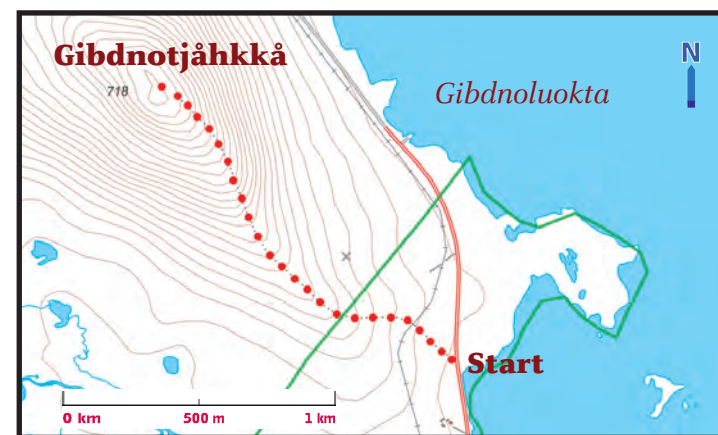 Gibdnotjåhkkå
718
Gibdnoluokta
N
Start
0 km 500 m 1 km